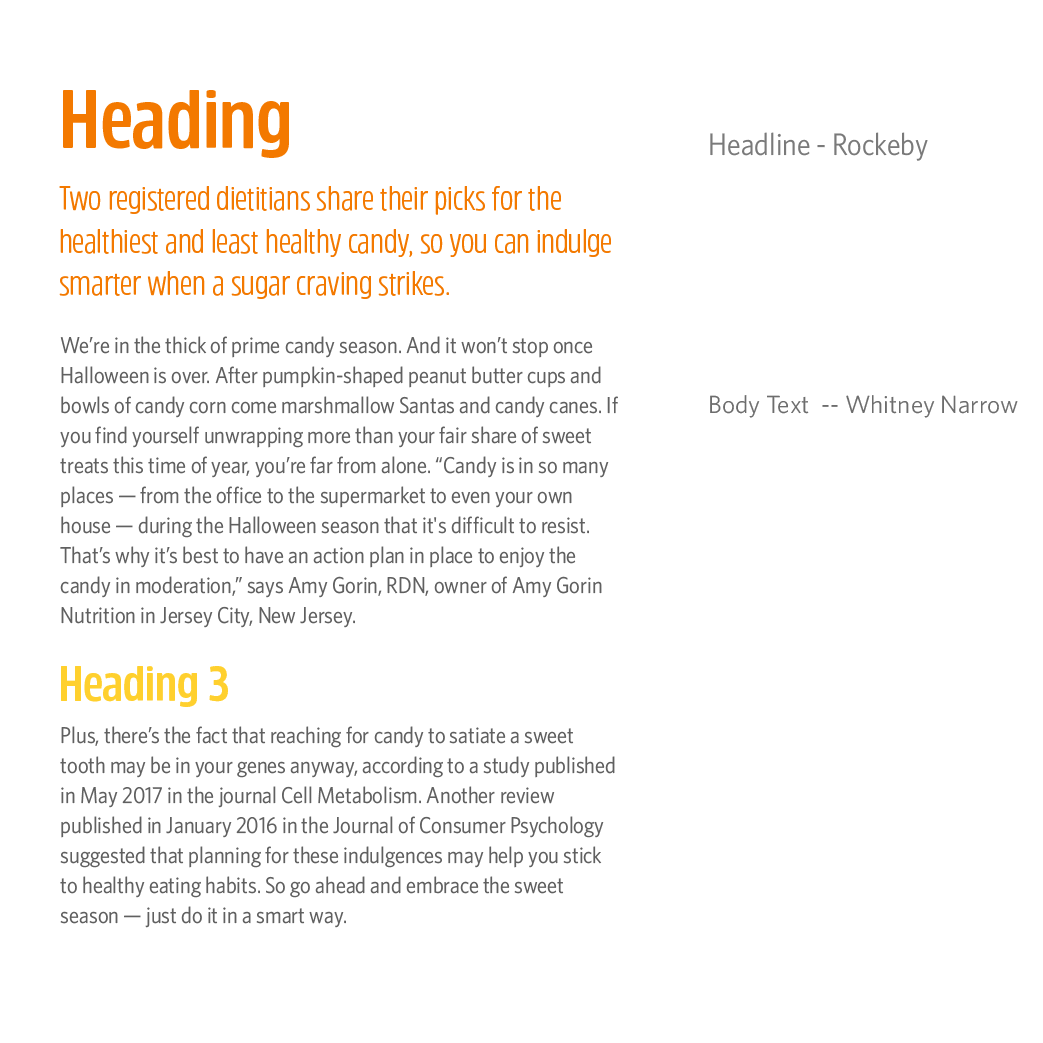 Heading
Headline - Rockeby
Two registered dietitians share their picks for the
healthiest and least healthy candy, so you can indulge
smarter when a sugar craving strikes.
We’re in the thick of prime candy season. And it won’t stop once
Halloween is over. After pumpkin-shaped peanut butter cups and
bowls of candy corn come marshmallow Santas and candy canes. If
you find yourself unwrapping more than your fair share of sweet
treats this time of year, you’re far from alone. “Candy is in so many
places — from the office to the supermarket to even your own
house — during the Halloween season that it's difficult to resist.
That’s why it’s best to have an action plan in place to enjoy the
candy in moderation,” says Amy Gorin, RDN, owner of Amy Gorin
Nutrition in Jersey City, New Jersey.
Body Text -- Whitney Narrow
Heading 3
Plus, there’s the fact that reaching for candy to satiate a sweet
tooth may be in your genes anyway, according to a study published
in May 2017 in the journal Cell Metabolism. Another review
published in January 2016 in the Journal of Consumer Psychology
suggested that planning for these indulgences may help you stick
to healthy eating habits. So go ahead and embrace the sweet
season — just do it in a smart way.